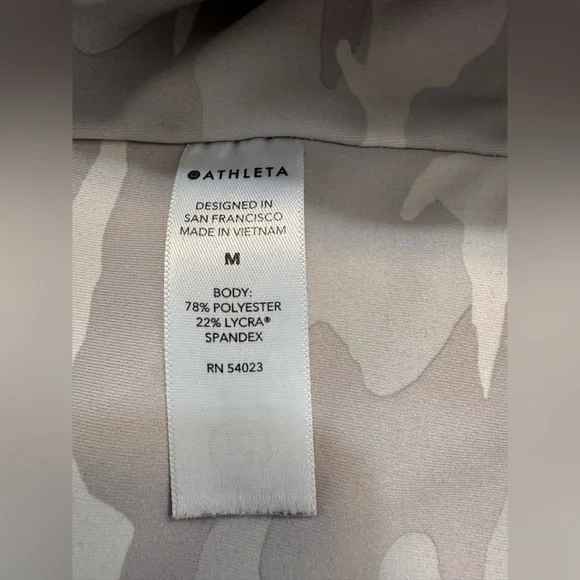 ATHLETA
DESIGNED IN
SAN FRANCISCO
MADE IN VIETNAM
M
BODY:
78% POLYESTER
22% LYCRA®
SPANDEX
RN 54023